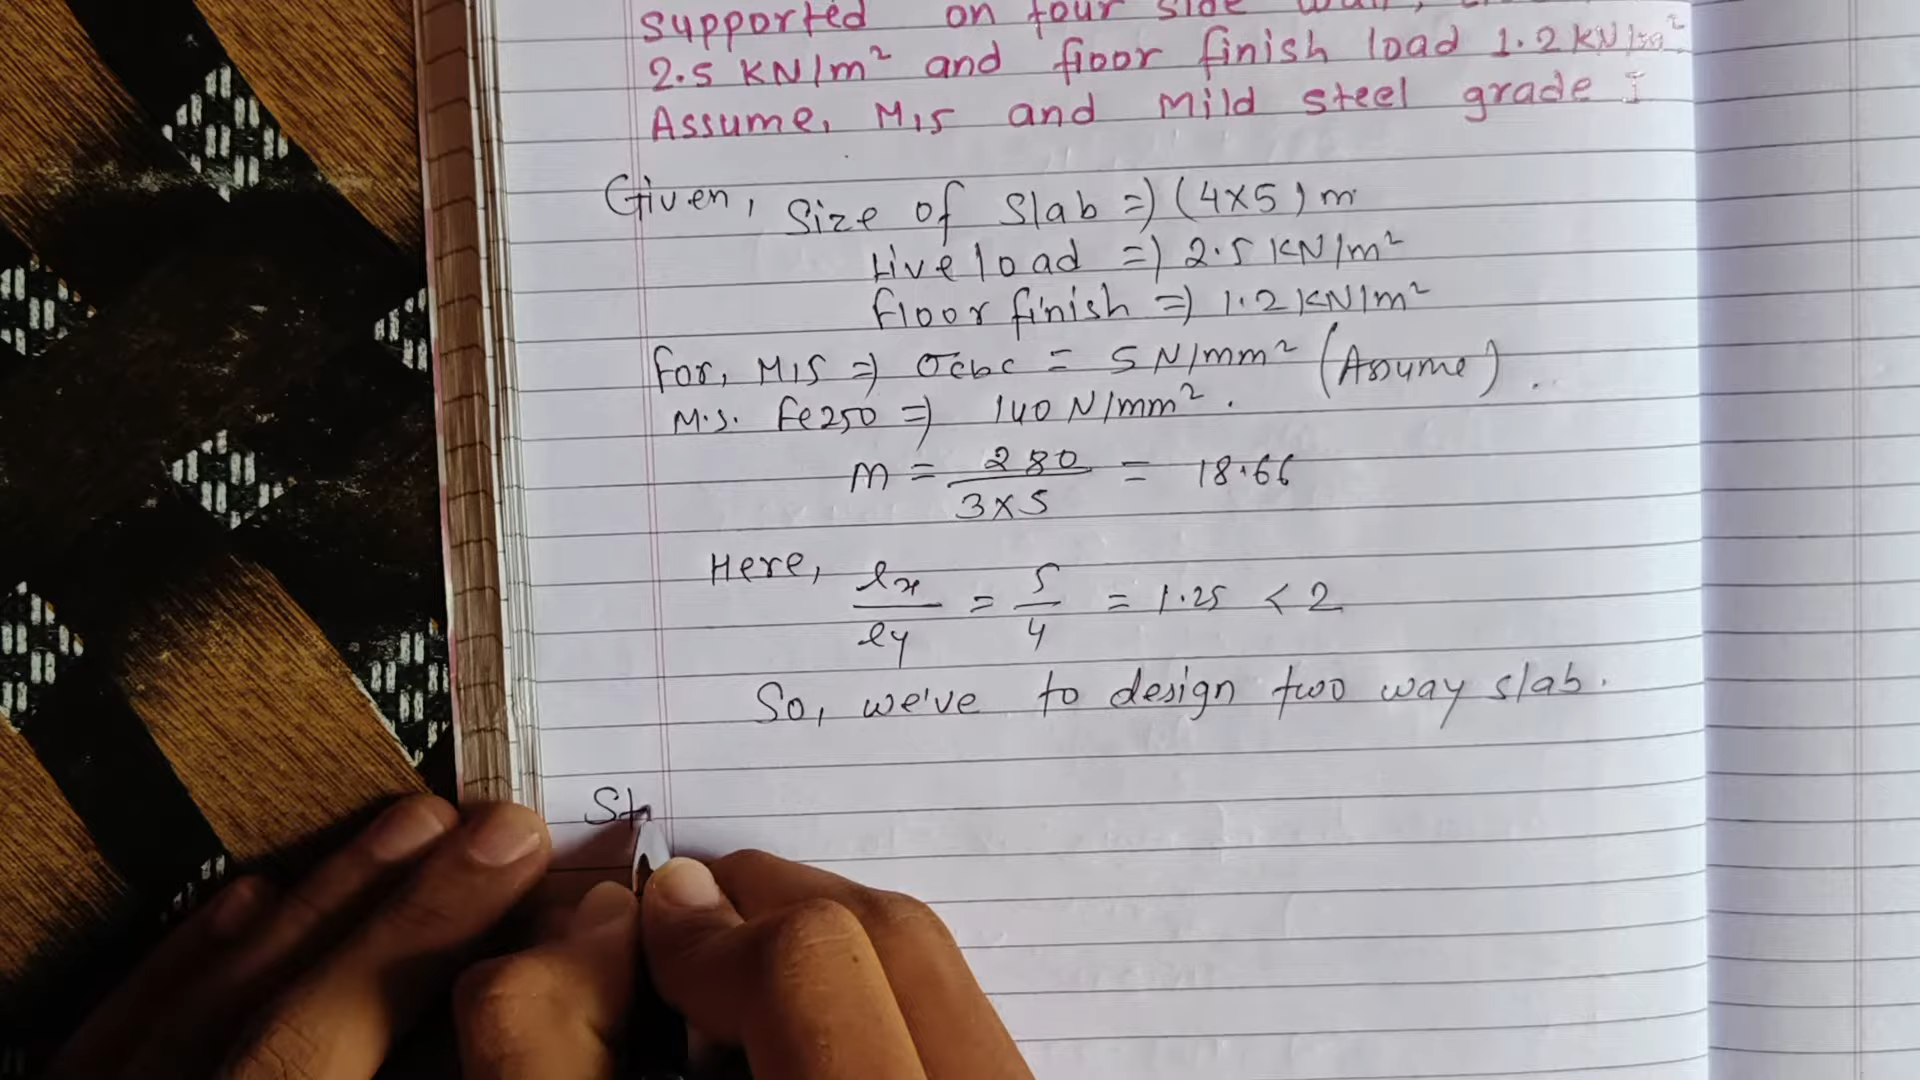 supported on four side wall,
2.5 KN/m² and floor finish load 1.2 KN/m²
Assume, M15 and Mild steel grade I
Given, Size of Slab => (4x5) m
Live load => 2.5 KN/m²
floor finish => 1.2 KN/m²
For, M15 => σcbc = 5 N/mm² (Assume).
M.S. Fe250 => 140 N/mm².
m = 280 / 3x5 = 18.66
Here, lx / ly = 5 / 4 = 1.25 < 2
So, we've to design two way slab.
St